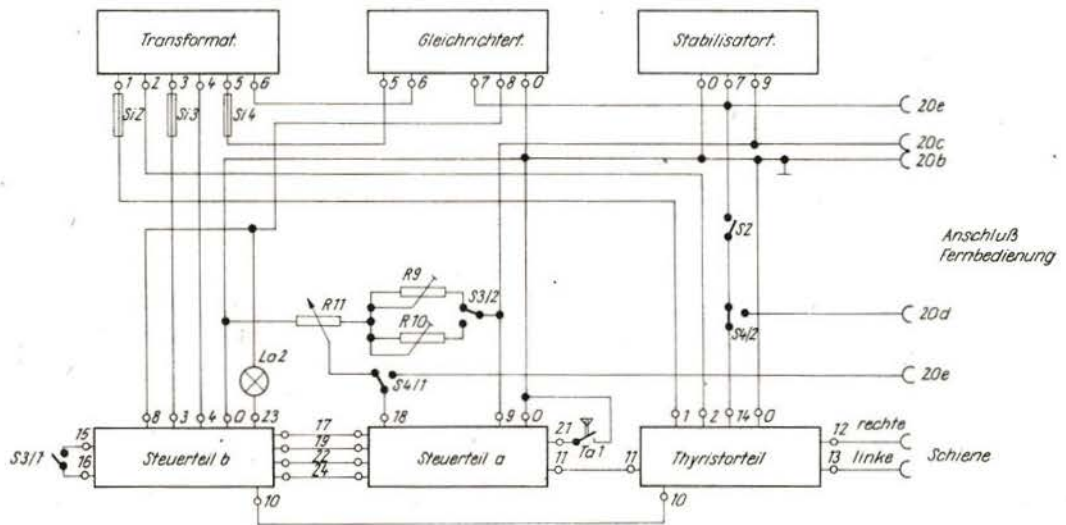 Transformat. Gleichrichtert. Stabilisatort.
1 2 3 4 5 6 5 6 7 8 0 0 7 9
Si2 Si3 Si4
20e
20c
20b
S2
Anschluß
Fernbedienung
R9
S3/2
R11
R10
20d
S4/2
La2
S4/1
20e
8 3 4 0 23 18 9 0 1 2 14 0
15 17 21 Ta1 12 rechte
S3/1 Steuerteil b 19 Steuerteil a Thyristorteil Schiene
16 22 11 11 13 linke
24
10 10